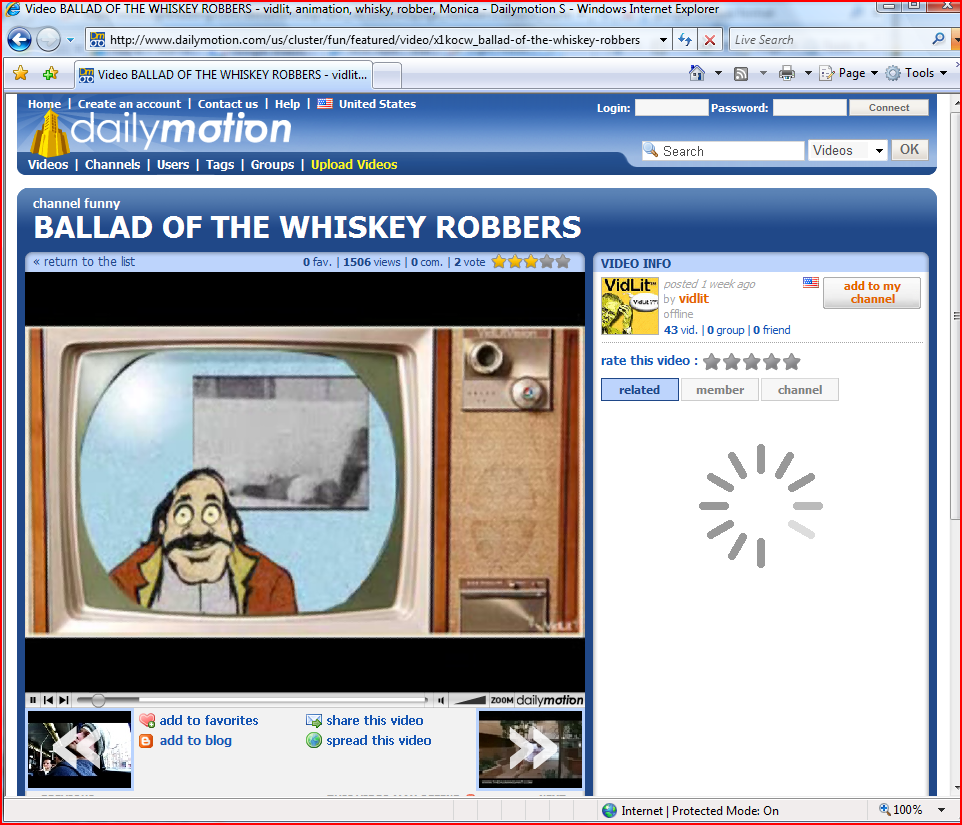 Video BALLAD OF THE WHISKEY ROBBERS - vidlit, animation, whisky, robber, Monica - Dailymotion S - Windows Internet Explorer
http://www.dailymotion.com/us/cluster/fun/featured/video/x1kocw_ballad-of-the-whiskey-robbers
Live Search
Video BALLAD OF THE WHISKEY ROBBERS - vidlit...
Page
Tools
Home | Create an account | Contact us | Help | United States
Login:
Password:
Connect
dailymotion
Search
Videos
OK
Videos | Channels | Users | Tags | Groups | Upload Videos
channel funny
BALLAD OF THE WHISKEY ROBBERS
« return to the list
0 fav. | 1506 views | 0 com. | 2 vote
VIDEO INFO
VidLit™
posted 1 week ago
by vidlit
offline
43 vid. | 0 group | 0 friend
add to my
channel
rate this video :
related
member
channel
VidLitVision
VidLit
ZOOM dailymotion
add to favorites
share this video
add to blog
spread this video
Internet | Protected Mode: On
100%